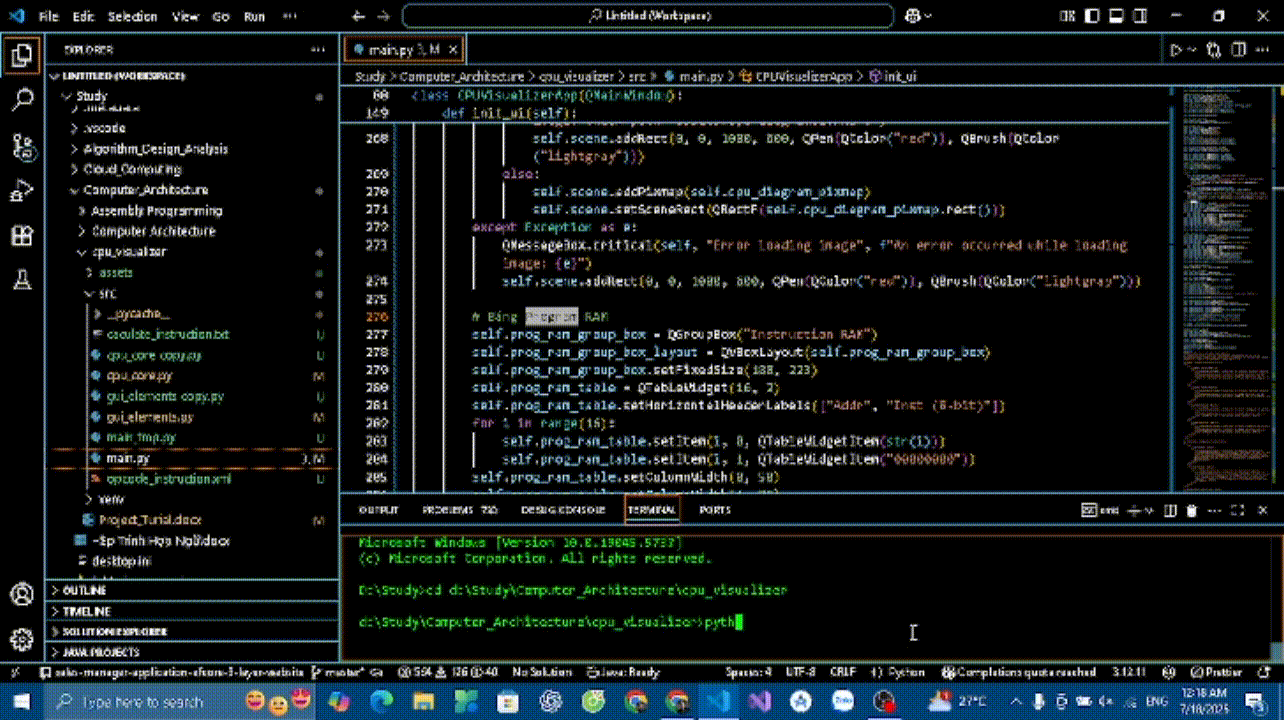 File Edit Selection View Go Run ... Untitled (Workspace)
EXPLORER
UNTITLED (WORKSPACE)
Study
.vscode
Algorithm_Design_Analysis
Cloud_Computing
Computer_Architecture
Assembly Programming
Computer Architecture
cpu_visualizer
assets
src
__pycache__
caculate_instruction.txt U
cpu_core copy.py U
cpu_core.py M
gui_elements copy.py U
gui_elements.py M
main_tmp.py U
main.py 3, M
opcode_instruction.xml U
venv
Project_Turial.docx M
desktop.ini
OUTLINE
TIMELINE
SOLUTION EXPLORER
JAVA PROJECTS
main.py 3, M
Study > Computer_Architecture > cpu_visualizer > src > main.py > CPUVisualizerApp > init_ui
class CPUVisualizerApp(QMainWindow):
149 def init_ui(self):
268 self.scene.addRect(0, 0, 1000, 600, QPen(QColor("red")), QBrush(QColor
("lightgray")))
269 else:
270 self.scene.addPixmap(self.cpu_diagram_pixmap)
271 self.scene.setSceneRect(QRectF(self.cpu_diagram_pixmap.rect()))
272 except Exception as e:
273 QMessageBox.critical(self, "Error loading image", f"An error occurred while loading
image: {e}")
274 self.scene.addRect(0, 0, 1000, 600, QPen(QColor("red")), QBrush(QColor("lightgray")))
275
276 # Bảng Program RAM
277 self.prog_ram_group_box = QGroupBox("Instruction RAM")
278 self.prog_ram_group_box_layout = QVBoxLayout(self.prog_ram_group_box)
279 self.prog_ram_group_box.setFixedSize(188, 223)
280 self.prog_ram_table = QTableWidget(16, 2)
281 self.prog_ram_table.setHorizontalHeaderLabels(["Addr", "Inst (8-bit)"])
282 for i in range(16):
283 self.prog_ram_table.setItem(i, 0, QTableWidgetItem(str(i)))
284 self.prog_ram_table.setItem(i, 1, QTableWidgetItem("00000000"))
285 self.prog_ram_table.setColumnWidth(0, 50)
OUTPUT PROBLEMS DEBUG CONSOLE TERMINAL PORTS cmd
Microsoft Windows [Version 10.0.19045.5737]
(c) Microsoft Corporation. All rights reserved.
D:\Study>cd d:\Study\Computer_Architecture\cpu_visualizer
d:\Study\Computer_Architecture\cpu_visualizer>pyth
master* No Solution Java: Ready Spaces: 4 UTF-8 CRLF Python Completions quota reached 3.12.11 Prettier
Type here to search 27°C ENG 12:18 AM
7/18/2025